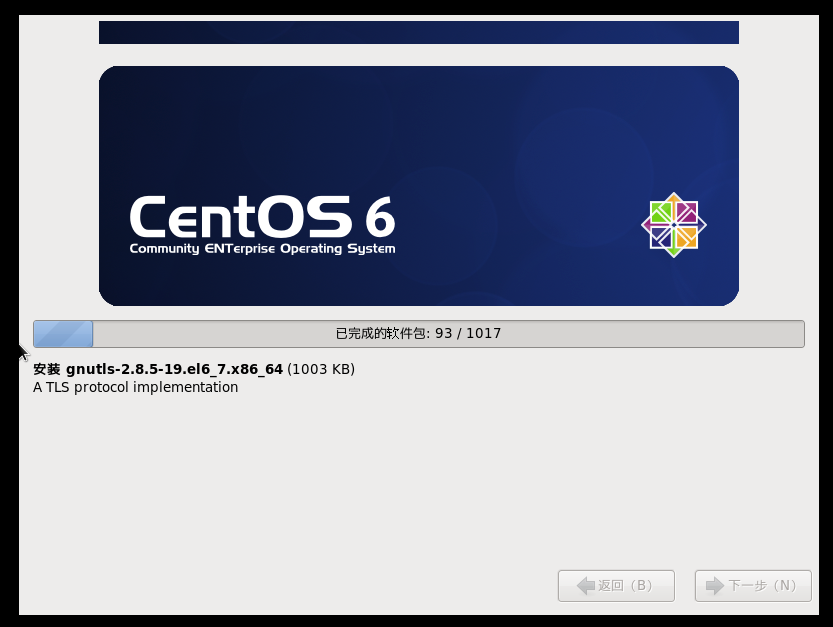 CentOS 6
Community ENTerprise Operating System
已完成的软件包: 93 / 1017
安装 gnutls-2.8.5-19.el6_7.x86_64 (1003 KB)
A TLS protocol implementation
返回（B）
下一步（N）